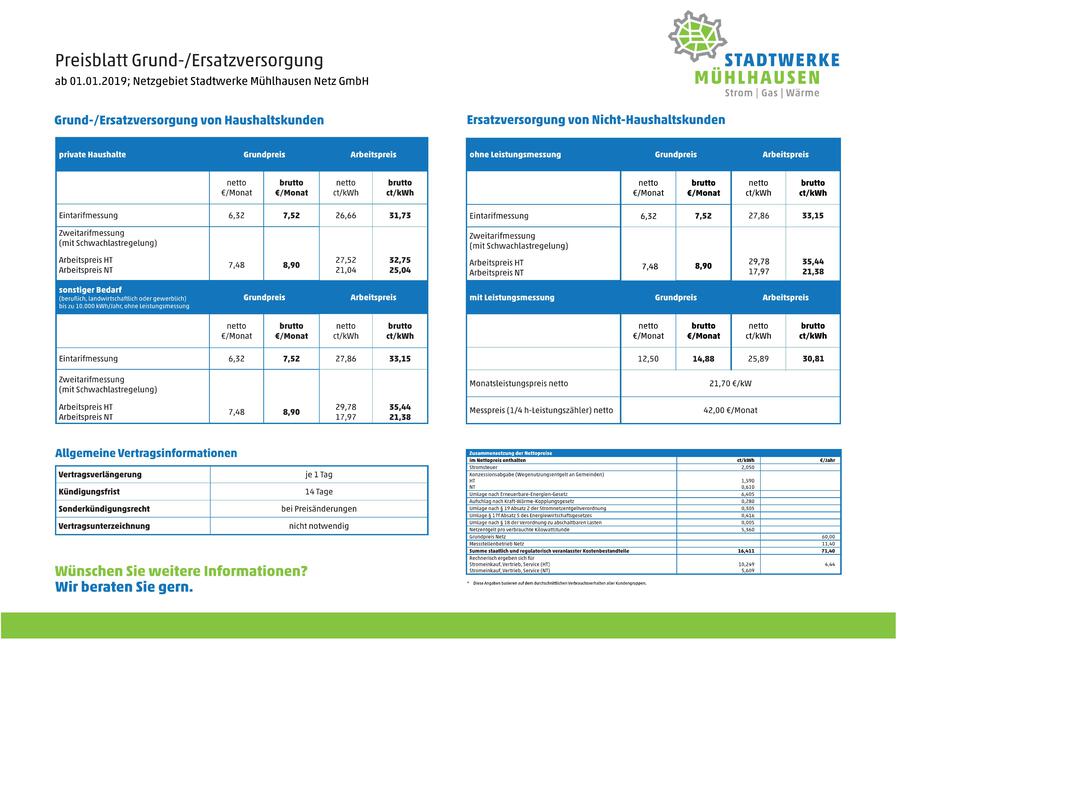 Preisblatt Grund-/Ersatzversorgung
ab 01.01.2019; Netzgebiet Stadtwerke Mühlhausen Netz GmbH
STADTWERKE
MÜHLHAUSEN
Strom | Gas | Wärme
Grund-/Ersatzversorgung von Haushaltskunden
private Haushalte Grundpreis Arbeitspreis
netto brutto netto brutto
€/Monat €/Monat ct/kWh ct/kWh
Eintarifmessung 6,32 7,52 26,66 31,73
Zweitarifmessung
(mit Schwachlastregelung)
Arbeitspreis HT 27,52 32,75
7,48 8,90
Arbeitspreis NT 21,04 25,04
sonstiger Bedarf
(beruflich, landwirtschaftlich oder gewerblich)
bis zu 10.000 kWh/Jahr, ohne Leistungsmessung
Grundpreis Arbeitspreis
netto brutto netto brutto
€/Monat €/Monat ct/kWh ct/kWh
Eintarifmessung 6,32 7,52 27,86 33,15
Zweitarifmessung
(mit Schwachlastregelung)
Arbeitspreis HT 29,78 35,44
7,48 8,90
Arbeitspreis NT 17,97 21,38
Ersatzversorgung von Nicht-Haushaltskunden
ohne Leistungsmessung Grundpreis Arbeitspreis
netto brutto netto brutto
€/Monat €/Monat ct/kWh ct/kWh
Eintarifmessung 6,32 7,52 27,86 33,15
Zweitarifmessung
(mit Schwachlastregelung)
Arbeitspreis HT 29,78 35,44
7,48 8,90
Arbeitspreis NT 17,97 21,38
mit Leistungsmessung Grundpreis Arbeitspreis
netto brutto netto brutto
€/Monat €/Monat ct/kWh ct/kWh
12,50 14,88 25,89 30,81
Monatsleistungspreis netto 21,70 €/kW
Messpreis (1/4 h-Leistungszähler) netto 42,00 €/Monat
Allgemeine Vertragsinformationen
Vertragsverlängerung je 1 Tag
Kündigungsfrist 14 Tage
Sonderkündigungsrecht bei Preisänderungen
Vertragsunterzeichnung nicht notwendig
Zusammensetzung der Nettopreise
im Nettopreis enthalten ct/kWh €/Jahr
Stromsteuer 2,050
Konzessionsabgabe (Wegenutzungsentgelt an Gemeinden)
HT 1,590
NT 0,610
Umlage nach Erneuerbare-Energien-Gesetz 6,405
Aufschlag nach Kraft-Wärme-Kopplungsgesetz 0,280
Umlage nach § 19 Absatz 2 der Stromnetzentgeltverordnung 0,305
Umlage § 17f Absatz 5 des Energiewirtschaftsgesetzes 0,416
Umlage nach § 18 der Verordnung zu abschaltbaren Lasten 0,005
Netzentgelt pro verbrauchte Kilowattstunde 5,360
Grundpreis Netz 60,00
Messstellenbetrieb Netz 11,40
Summe staatlich und regulatorisch veranlasster Kostenbestandteile 16,411 71,40
Rechnerisch ergeben sich für
Stromeinkauf, Vertrieb, Service (HT) 10,249 4,44
Stromeinkauf, Vertrieb, Service (NT) 5,609
* Diese Angaben basieren auf dem durchschnittlichen Verbrauchsverhalten aller Kundengruppen.
Wünschen Sie weitere Informationen?
Wir beraten Sie gern.